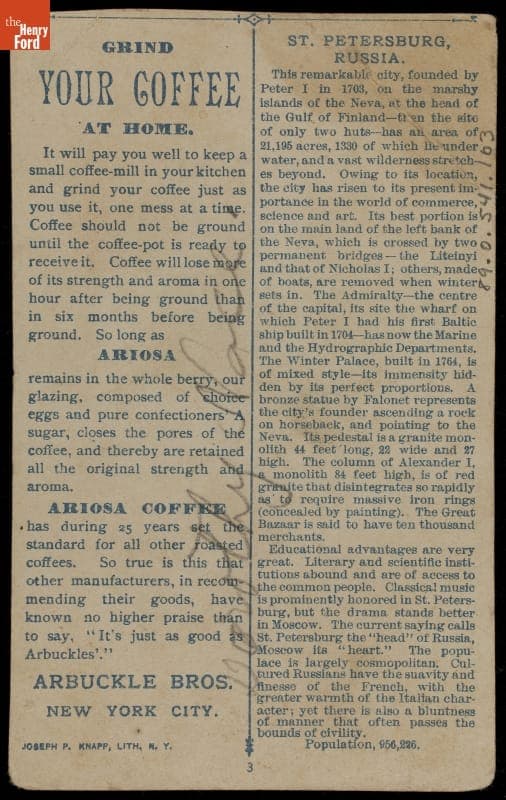 the
Henry
Ford
GRIND
YOUR COFFEE
AT HOME.
It will pay you well to keep a
small coffee-mill in your kitchen
and grind your coffee just as
you use it, one mess at a time.
Coffee should not be ground
until the coffee-pot is ready to
receive it. Coffee will lose more
of its strength and aroma in one
hour after being ground than
in six months before being
ground. So long as
ARIOSA
remains in the whole berry, our
glazing, composed of choice
eggs and pure confectioners' A
sugar, closes the pores of the
coffee, and thereby are retained
all the original strength and
aroma.
ARIOSA COFFEE
has during 25 years set the
standard for all other roasted
coffees. So true is this that
other manufacturers, in recom-
mending their goods, have
known no higher praise than
to say, "It's just as good as
Arbuckles'."
ARBUCKLE BROS.
NEW YORK CITY.
JOSEPH P. KNAPP, LITH, N. Y.
ST. PETERSBURG,
RUSSIA.
This remarkable city, founded by
Peter I in 1703, on the marshy
islands of the Neva, at the head of
the Gulf of Finland—then the site
of only two huts—has an area of
21,195 acres, 1330 of which lie under
water, and a vast wilderness stretch-
es beyond. Owing to its location,
the city has risen to its present im-
portance in the world of commerce,
science and art. Its best portion is
on the main land of the left bank of
the Neva, which is crossed by two
permanent bridges—the Liteinyi
and that of Nicholas I; others, made
of boats, are removed when winter
sets in. The Admiralty—the centre
of the capital, its site the wharf on
which Peter I had his first Baltic
ship built in 1704—has now the Marine
and the Hydrographic Departments.
The Winter Palace, built in 1764, is
of mixed style—its immensity hid-
den by its perfect proportions. A
bronze statue by Falonet represents
the city's founder ascending a rock
on horseback, and pointing to the
Neva. Its pedestal is a granite mon-
olith 44 feet long, 22 wide and 27
high. The column of Alexander I,
a monolith 84 feet high, is of red
granite that disintegrates so rapidly
as to require massive iron rings
(concealed by painting). The Great
Bazaar is said to have ten thousand
merchants.
Educational advantages are very
great. Literary and scientific insti-
tutions abound and are of access to
the common people. Classical music
is prominently honored in St. Peters-
burg, but the drama stands better
in Moscow. The current saying calls
St. Petersburg the "head" of Russia,
Moscow its "heart." The popu-
lace is largely cosmopolitan. Cul-
tured Russians have the suavity and
finesse of the French, with the
greater warmth of the Italian char-
acter; yet there is also a bluntness
of manner that often passes the
bounds of civility.
Population, 956,226.
3
89.0.541.163